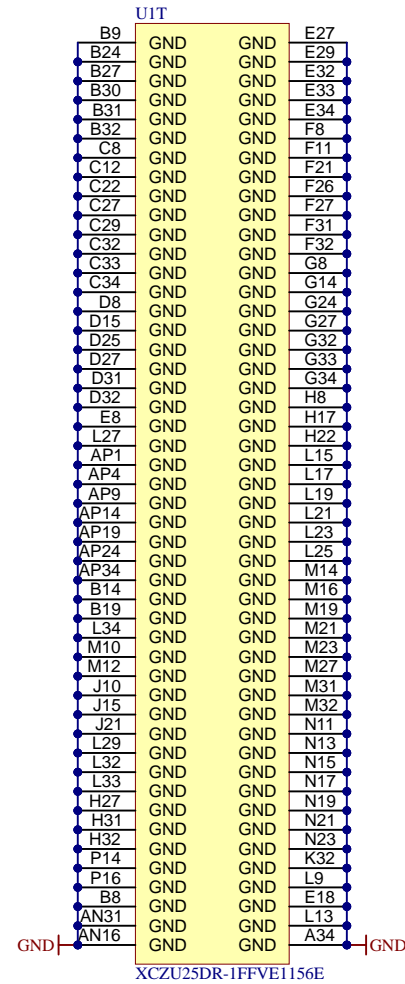 U1T
B9 GND GND E27
B24 GND GND E29
B27 GND GND E32
B30 GND GND E33
B31 GND GND E34
B32 GND GND F8
C8 GND GND F11
C12 GND GND F21
C22 GND GND F26
C27 GND GND F27
C29 GND GND F31
C32 GND GND F32
C33 GND GND G8
C34 GND GND G14
D8 GND GND G24
D15 GND GND G27
D25 GND GND G32
D27 GND GND G33
D31 GND GND G34
D32 GND GND H8
E8 GND GND H17
L27 GND GND H22
AP1 GND GND L15
AP4 GND GND L17
AP9 GND GND L19
AP14 GND GND L21
AP19 GND GND L23
AP24 GND GND L25
AP34 GND GND M14
B14 GND GND M16
B19 GND GND M19
L34 GND GND M21
M10 GND GND M23
M12 GND GND M27
J10 GND GND M31
J15 GND GND M32
J21 GND GND N11
L29 GND GND N13
L32 GND GND N15
L33 GND GND N17
H27 GND GND N19
H31 GND GND N21
H32 GND GND N23
P14 GND GND K32
P16 GND GND L9
B8 GND GND E18
AN31 GND GND L13
GND AN16 GND GND A34 GND
XCZU25DR-1FFVE1156E